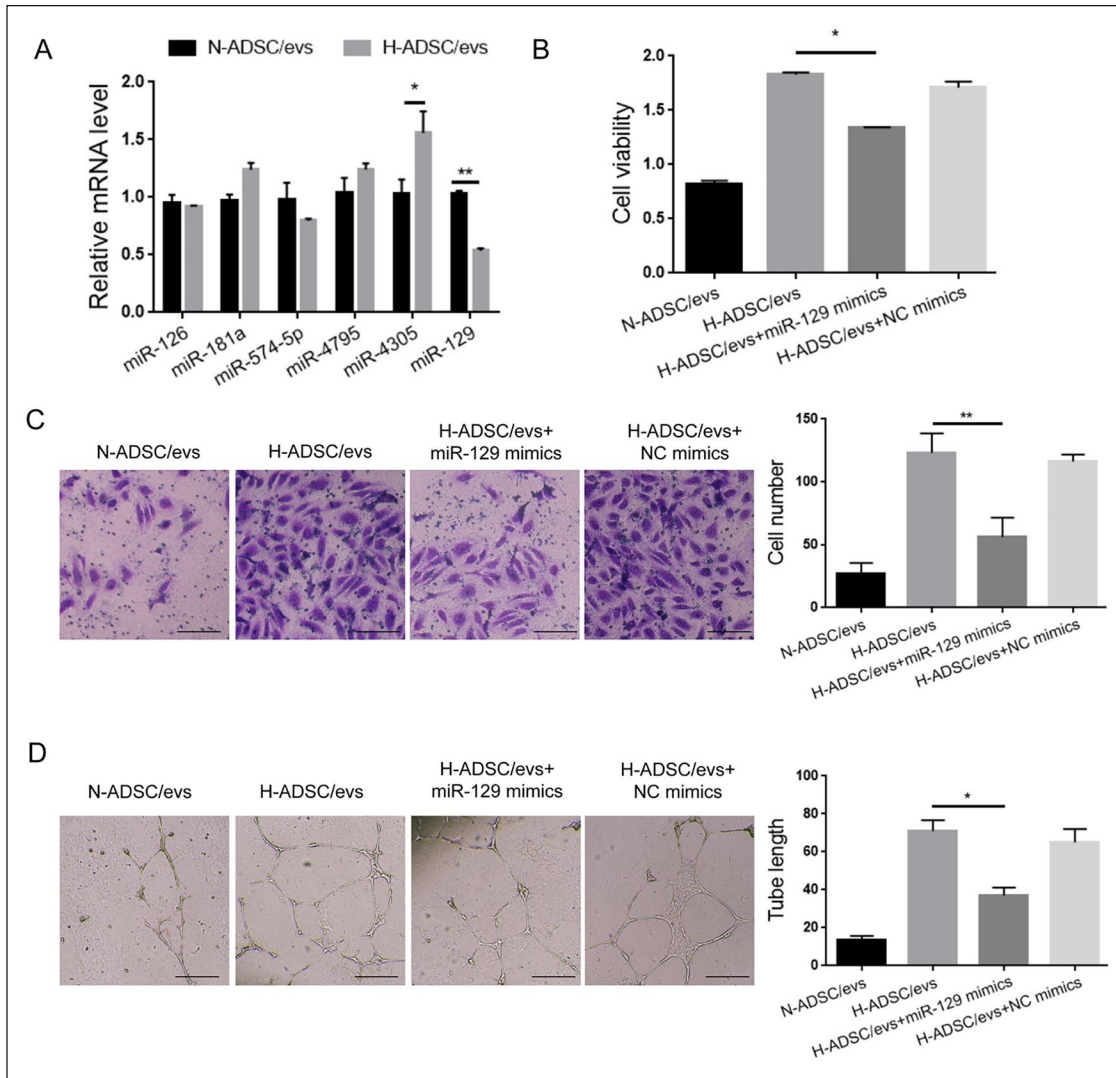 A
N-ADSC/evs
H-ADSC/evs
Relative mRNA level
2.0
1.5
1.0
0.5
0.0
*
**
miR-126
miR-181a
miR-574-5p
miR-4795
miR-4305
miR-129
B
Cell viability
2.0
1.5
1.0
0.5
0.0
*
N-ADSC/evs
H-ADSC/evs
H-ADSC/evs+miR-129 mimics
H-ADSC/evs+NC mimics
C
N-ADSC/evs
H-ADSC/evs
H-ADSC/evs+
miR-129 mimics
H-ADSC/evs+
NC mimics
Cell number
150
100
50
0
**
N-ADSC/evs
H-ADSC/evs
H-ADSC/evs+miR-129 mimics
H-ADSC/evs+NC mimics
D
N-ADSC/evs
H-ADSC/evs
H-ADSC/evs+
miR-129 mimics
H-ADSC/evs+
NC mimics
Tube length
100
80
60
40
20
0
*
N-ADSC/evs
H-ADSC/evs
H-ADSC/evs+miR-129 mimics
H-ADSC/evs+NC mimics